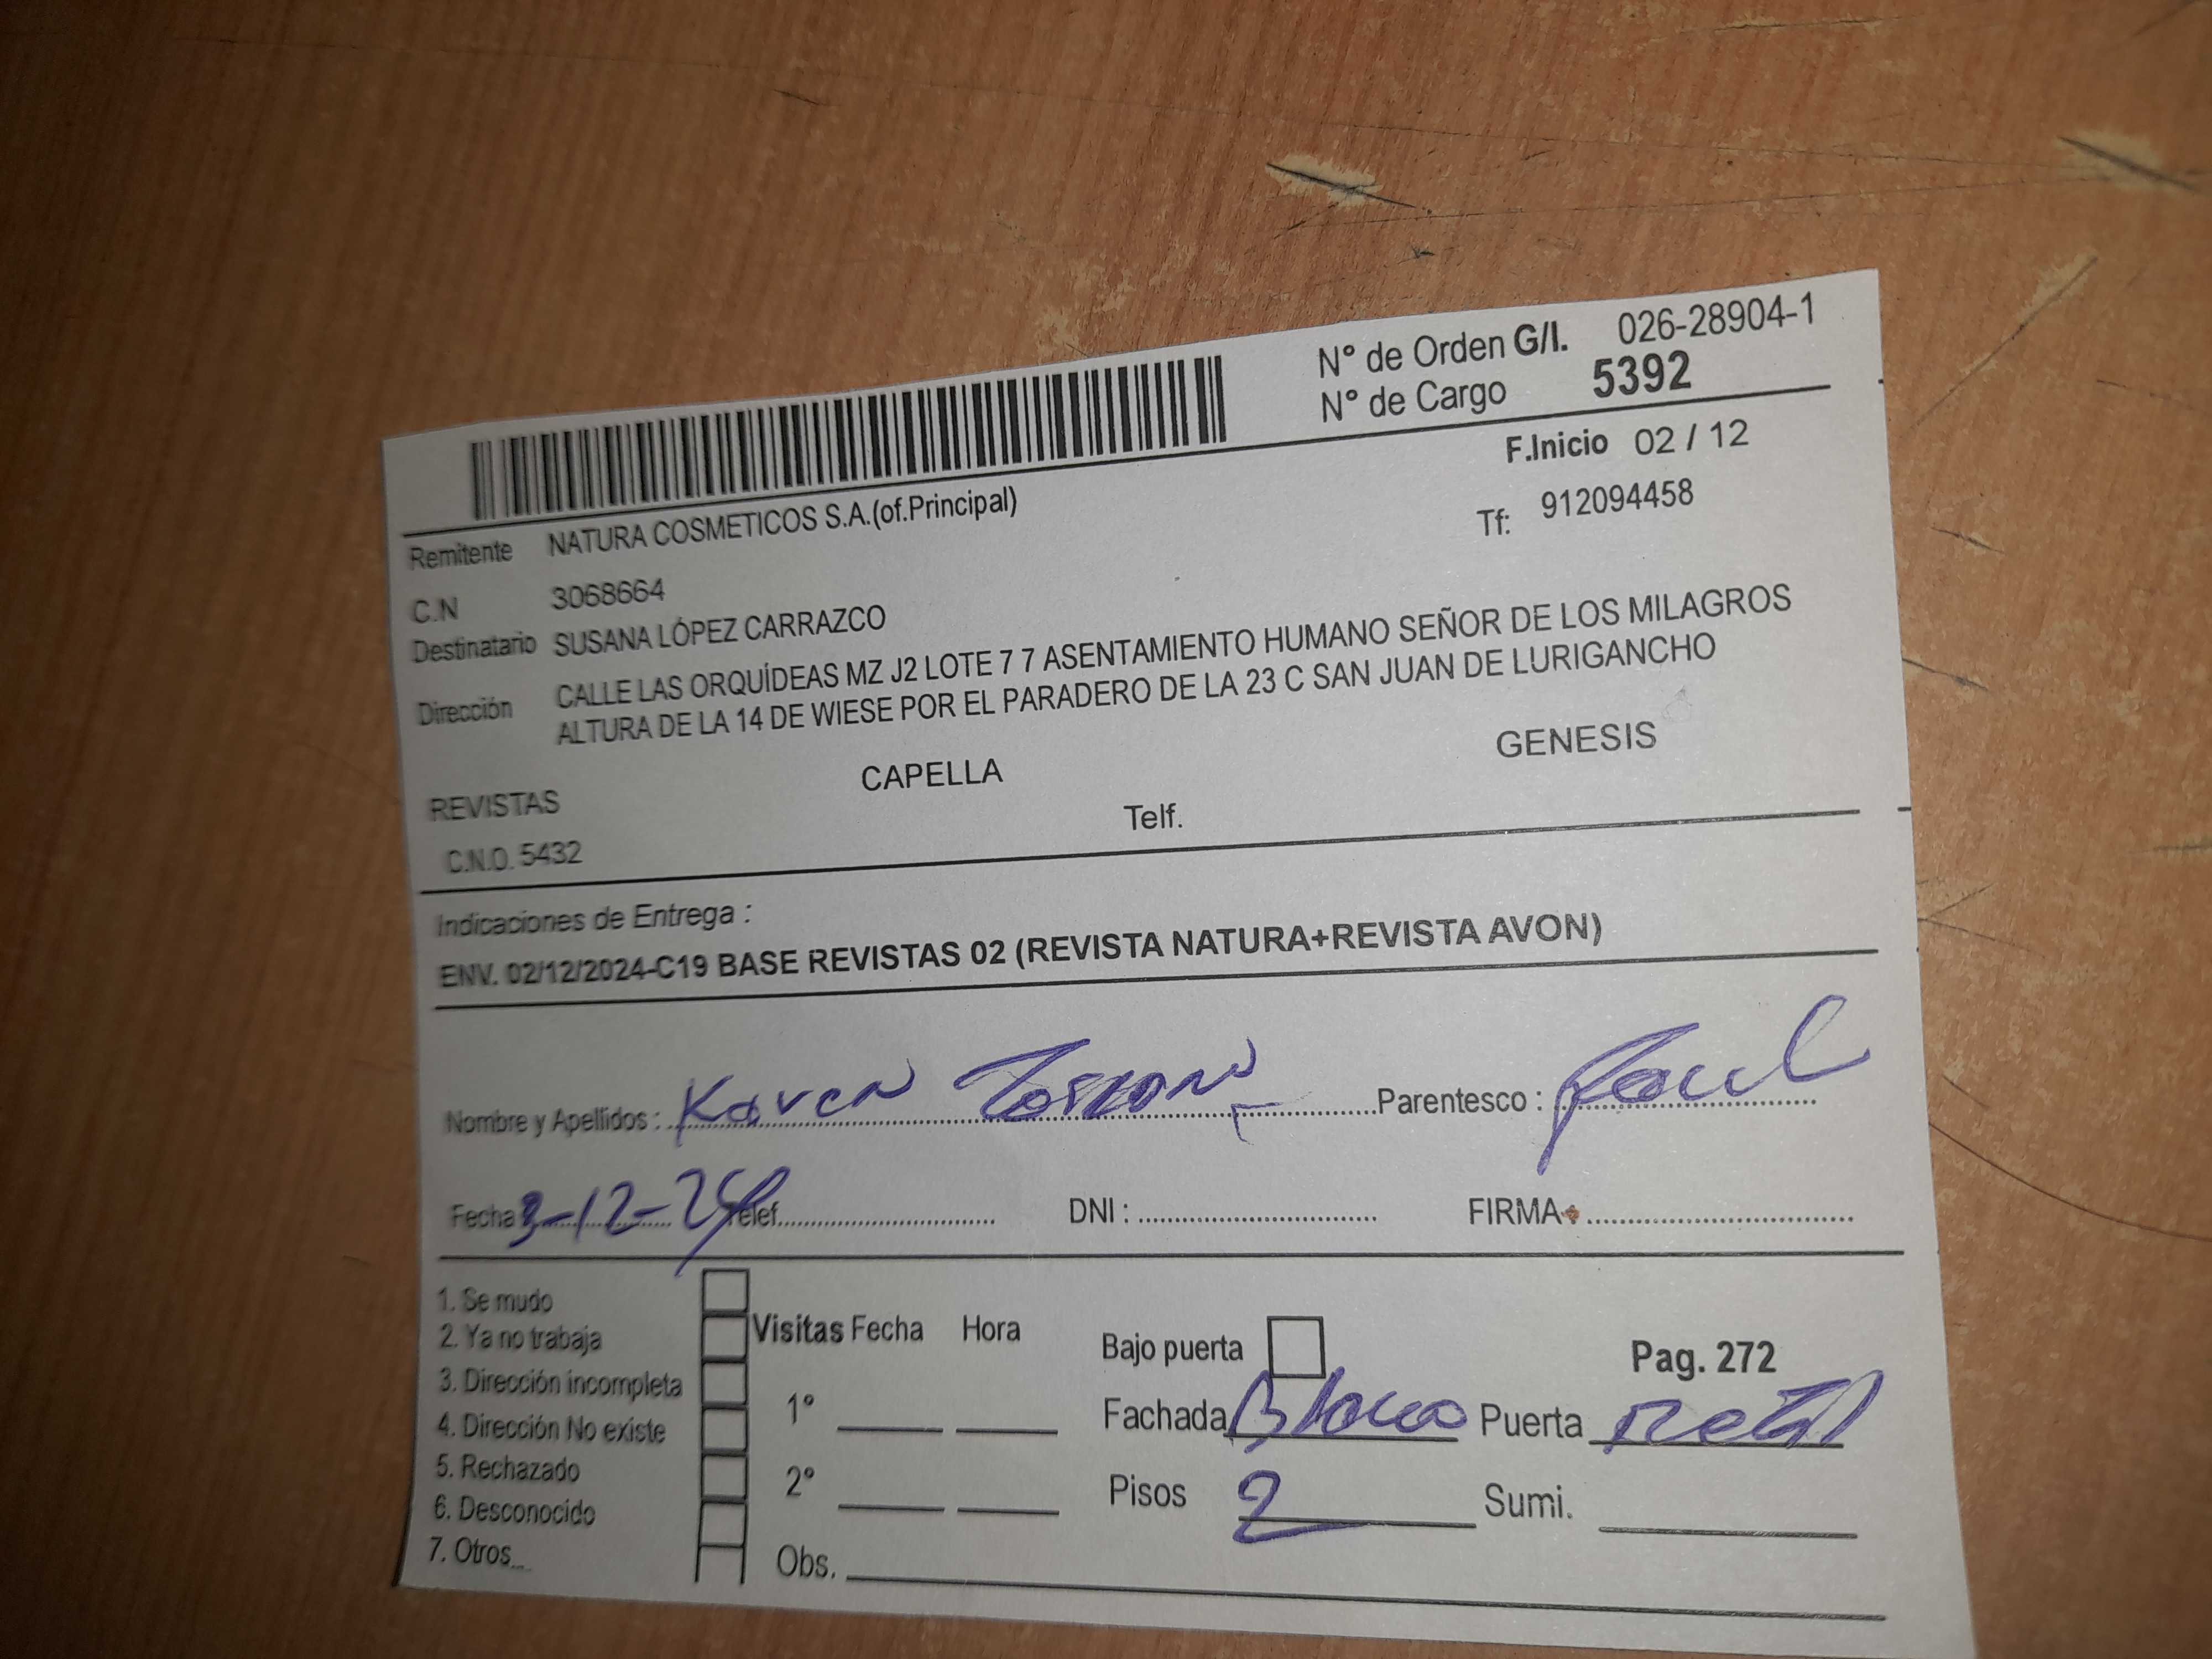 N° de Orden G/I. 026-28904-1
N° de Cargo 5392
F.Inicio 02 / 12
Remitente NATURA COSMETICOS S.A.(of.Principal)
Tf: 912094458
C.N 3068664
Destinatario SUSANA LÓPEZ CARRAZCO
Dirección CALLE LAS ORQUÍDEAS MZ J2 LOTE 7 7 ASENTAMIENTO HUMANO SEÑOR DE LOS MILAGROS
ALTURA DE LA 14 DE WIESE POR EL PARADERO DE LA 23 C SAN JUAN DE LURIGANCHO
REVISTAS CAPELLA GENESIS
C.N.O. 5432 Telf.
Indicaciones de Entrega :
ENV. 02/12/2024-C19 BASE REVISTAS 02 (REVISTA NATURA+REVISTA AVON)
Nombre y Apellidos : Karen Parentesco :
Fecha 3-12-24 Telef. DNI : FIRMA :
1. Se mudo
2. Ya no trabaja
3. Dirección incompleta
4. Dirección No existe
5. Rechazado
6. Desconocido
7. Otros...
Visitas Fecha Hora
1°
2°
Obs.
Bajo puerta Pag. 272
Fachada Blanco Puerta Metal
Pisos 2 Sumi.